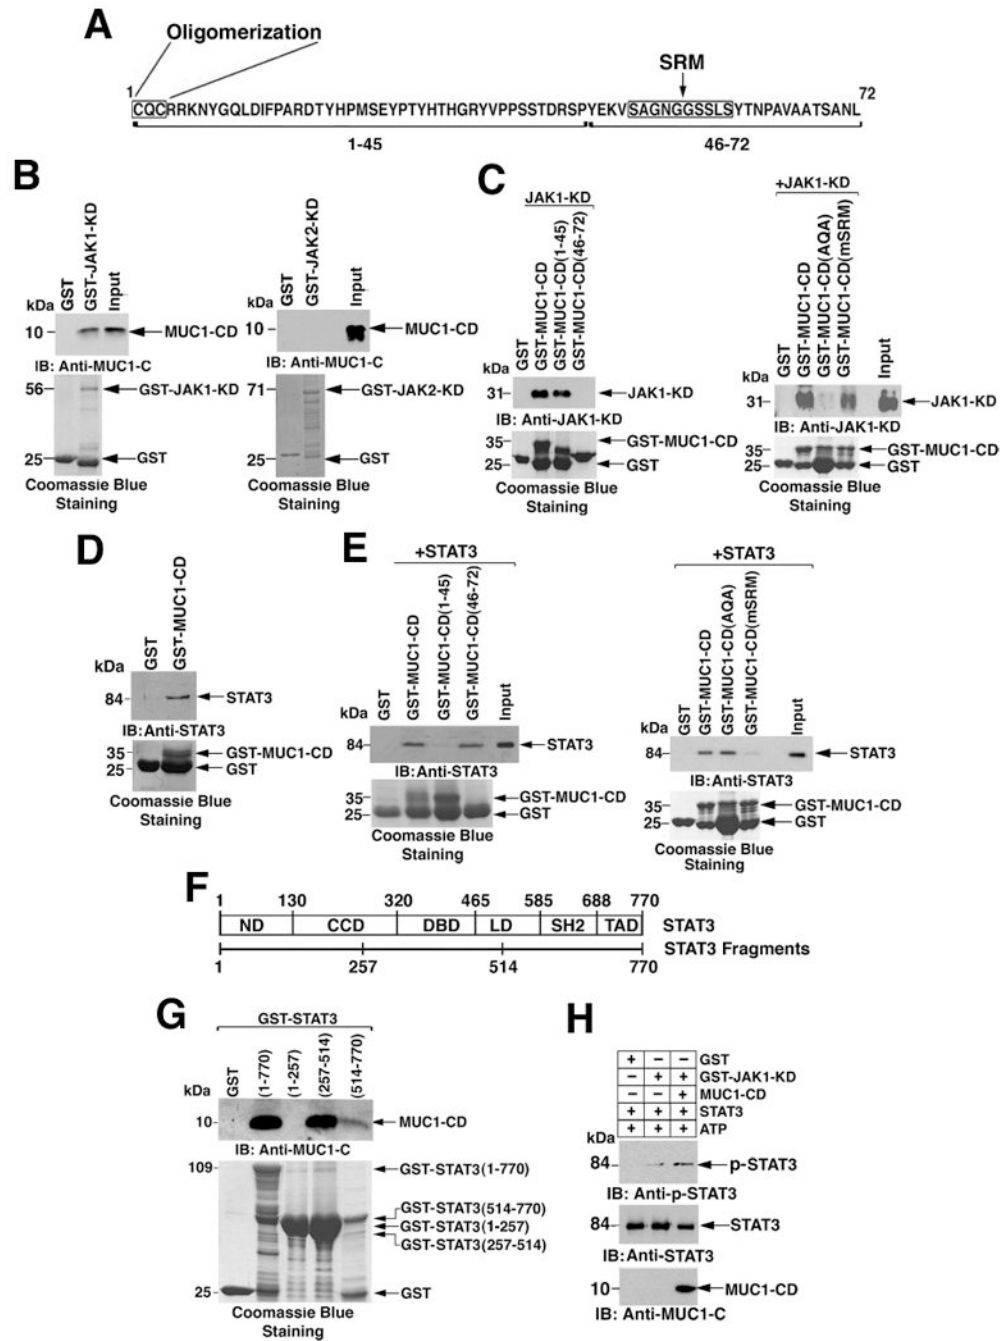 A
Oligomerization
SRM
1
72
CQCRRKNYGQLDIFPARDTYHPMSEYPTYHTHGRYVPPSSTDRSPYEKVSAGNGGSSLSYTNPAVAATSANL
1-45
46-72
B
GST
GST-JAK1-KD
Input
kDa
10
MUC1-CD
IB: Anti-MUC1-C
56
GST-JAK1-KD
25
GST
Coomassie Blue
Staining
GST
GST-JAK2-KD
Input
kDa
10
MUC1-CD
IB: Anti-MUC1-C
71
GST-JAK2-KD
25
GST
Coomassie Blue
Staining
C
JAK1-KD
GST
GST-MUC1-CD
GST-MUC1-CD(1-45)
GST-MUC1-CD(46-72)
kDa
31
JAK1-KD
IB: Anti-JAK1-KD
35
GST-MUC1-CD
25
GST
Coomassie Blue
Staining
+JAK1-KD
GST
GST-MUC1-CD
GST-MUC1-CD(AQA)
GST-MUC1-CD(mSRM)
Input
kDa
31
JAK1-KD
IB: Anti-JAK1-KD
35
GST-MUC1-CD
25
GST
Coomassie Blue
Staining
D
GST
GST-MUC1-CD
kDa
84
STAT3
IB:Anti-STAT3
35
GST-MUC1-CD
25
GST
Coomassie Blue
Staining
E
+STAT3
GST
GST-MUC1-CD
GST-MUC1-CD(1-45)
GST-MUC1-CD(46-72)
Input
kDa
84
STAT3
IB:Anti-STAT3
35
GST-MUC1-CD
25
GST
Coomassie Blue
Staining
+STAT3
GST
GST-MUC1-CD
GST-MUC1-CD(AQA)
GST-MUC1-CD(mSRM)
Input
kDa
84
STAT3
IB:Anti-STAT3
35
GST-MUC1-CD
25
GST
Coomassie Blue
Staining
F
1 130 320 465 585 688 770
ND CCD DBD LD SH2 TAD STAT3
STAT3 Fragments
1 257 514 770
G
GST-STAT3
GST
(1-770)
(1-257)
(257-514)
(514-770)
kDa
10
MUC1-CD
IB: Anti-MUC1-C
109
GST-STAT3(1-770)
GST-STAT3(514-770)
GST-STAT3(1-257)
GST-STAT3(257-514)
25
GST
Coomassie Blue
Staining
H
+ − − GST
− + + GST-JAK1-KD
− − + MUC1-CD
+ + + STAT3
+ + + ATP
kDa
84
p-STAT3
IB: Anti-p-STAT3
84
STAT3
IB:Anti-STAT3
10
MUC1-CD
IB: Anti-MUC1-C